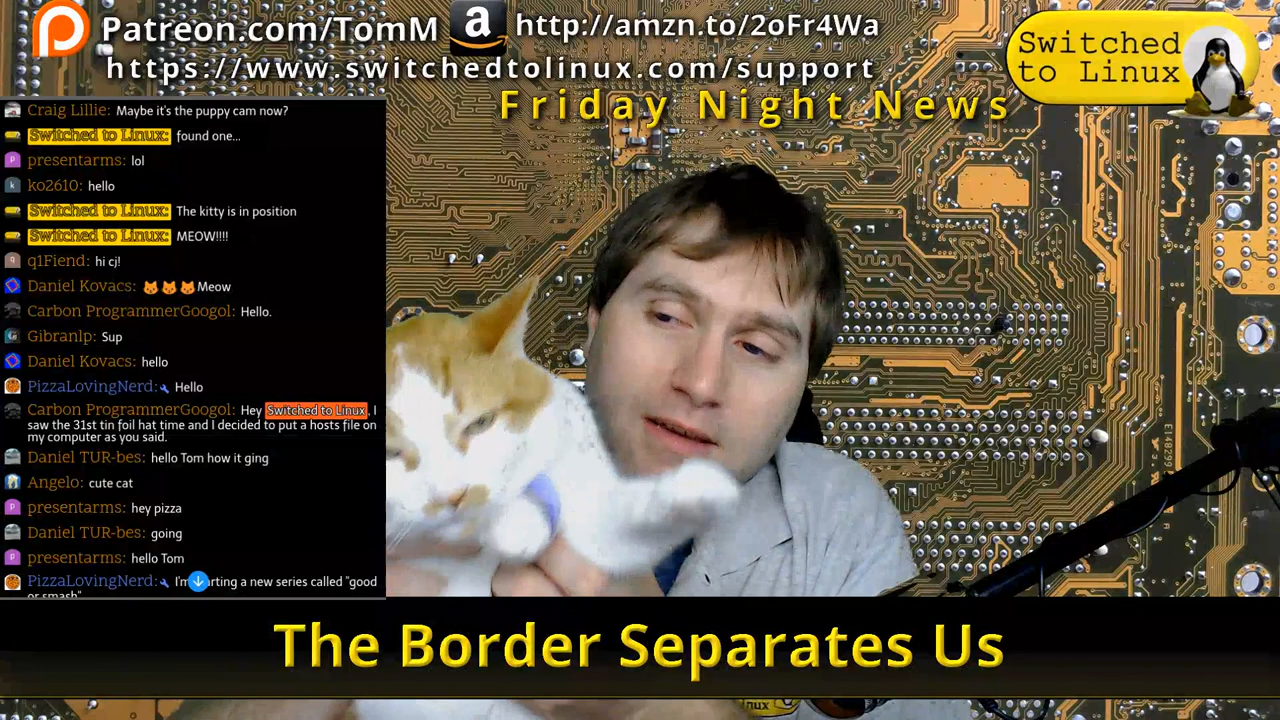 Patreon.com/TomM
http://amzn.to/2oFr4Wa
https://www.switchedtolinux.com/support
Switched
to Linux
Friday Night News
Craig Lillie: Maybe it's the puppy cam now?
Switched to Linux: found one...
presentarms: lol
ko2610: hello
Switched to Linux: The kitty is in position
Switched to Linux: MEOW!!!!
q1Fiend: hi cj!
Daniel Kovacs: 🐱🐱🐱Meow
Carbon ProgrammerGoogol: Hello.
Gibranlp: Sup
Daniel Kovacs: hello
PizzaLovingNerd: Hello
Carbon ProgrammerGoogol: Hey Switched to Linux, I
saw the 31st tin foil hat time and I decided to put a hosts file on
my computer as you said.
Daniel TUR-bes: hello Tom how it ging
Angelo: cute cat
presentarms: hey pizza
Daniel TUR-bes: going
presentarms: hello Tom
PizzaLovingNerd: I'm arting a new series called "good
or smash"
E148299
The Border Separates Us